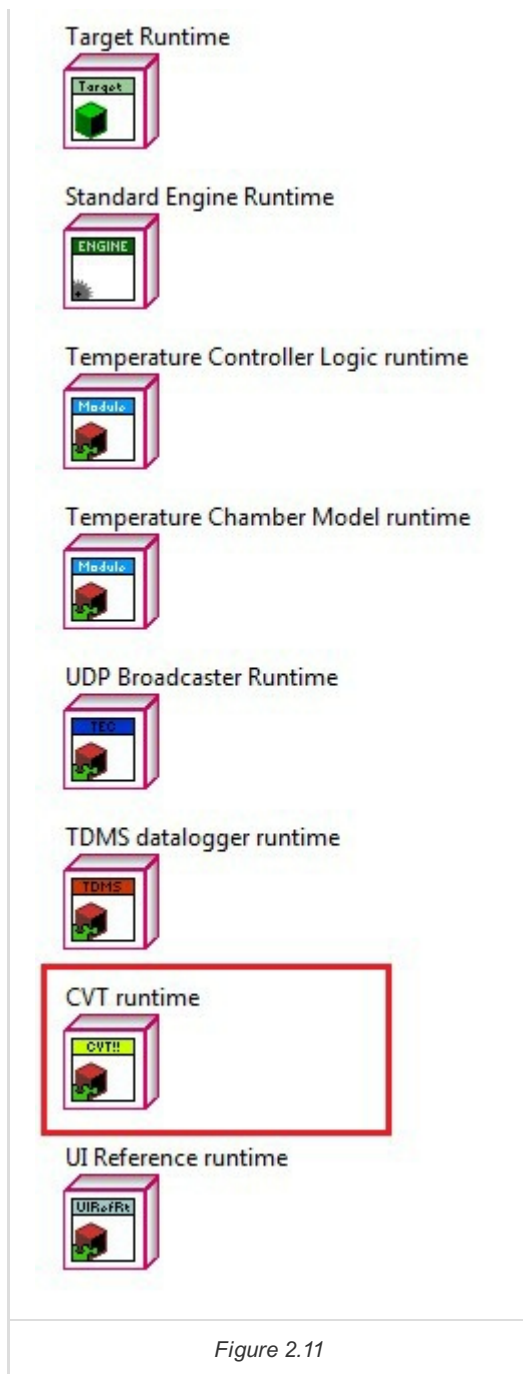 Target Runtime
Target
Standard Engine Runtime
ENGINE
Temperature Controller Logic runtime
Module
Temperature Chamber Model runtime
Module
UDP Broadcaster Runtime
TEC
TDMS datalogger runtime
TDMS
CVT runtime
CVT!!
UI Reference runtime
UIRefRt
Figure 2.11